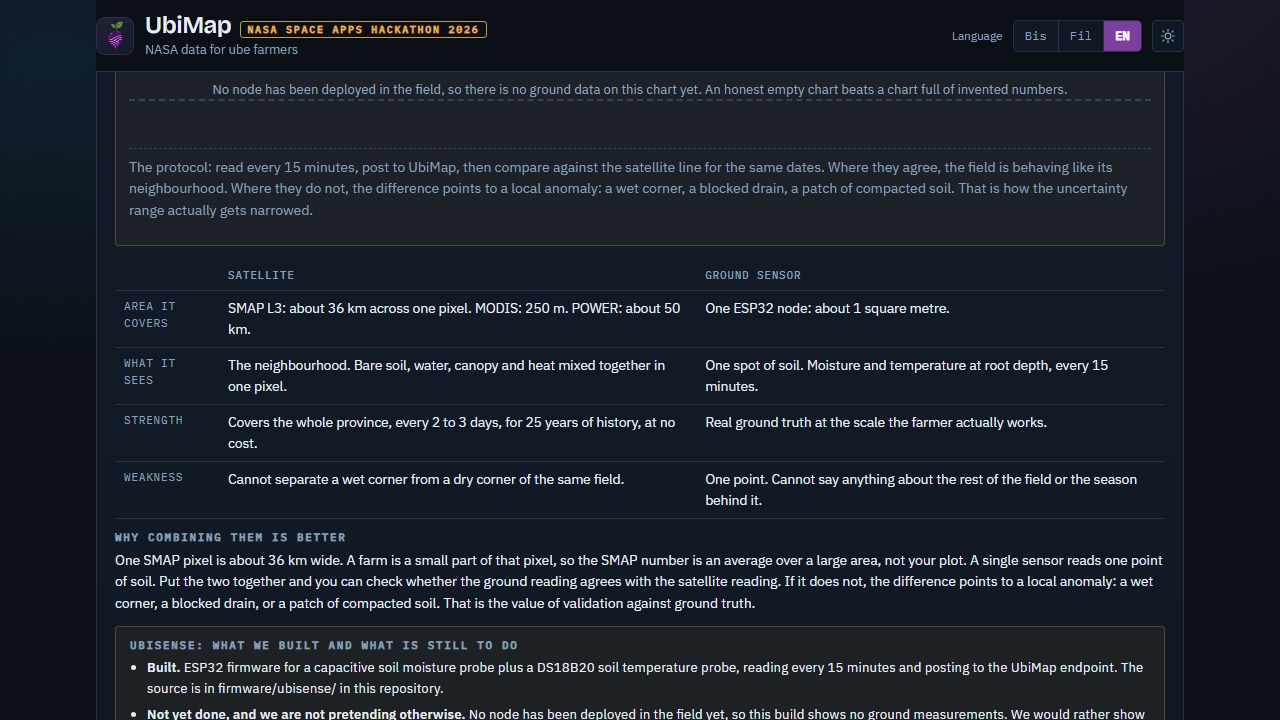 UbiMap NASA SPACE APPS HACKATHON 2026
NASA data for ube farmers
Language Bis Fil EN
No node has been deployed in the field, so there is no ground data on this chart yet. An honest empty chart beats a chart full of invented numbers.
The protocol: read every 15 minutes, post to UbiMap, then compare against the satellite line for the same dates. Where they agree, the field is behaving like its
neighbourhood. Where they do not, the difference points to a local anomaly: a wet corner, a blocked drain, a patch of compacted soil. That is how the uncertainty
range actually gets narrowed.
SATELLITE GROUND SENSOR
AREA IT
COVERS
SMAP L3: about 36 km across one pixel. MODIS: 250 m. POWER: about 50
km.
One ESP32 node: about 1 square metre.
WHAT IT
SEES
The neighbourhood. Bare soil, water, canopy and heat mixed together in
one pixel.
One spot of soil. Moisture and temperature at root depth, every 15
minutes.
STRENGTH
Covers the whole province, every 2 to 3 days, for 25 years of history, at no
cost.
Real ground truth at the scale the farmer actually works.
WEAKNESS
Cannot separate a wet corner from a dry corner of the same field.
One point. Cannot say anything about the rest of the field or the season
behind it.
WHY COMBINING THEM IS BETTER
One SMAP pixel is about 36 km wide. A farm is a small part of that pixel, so the SMAP number is an average over a large area, not your plot. A single sensor reads one point
of soil. Put the two together and you can check whether the ground reading agrees with the satellite reading. If it does not, the difference points to a local anomaly: a wet
corner, a blocked drain, or a patch of compacted soil. That is the value of validation against ground truth.
UBISENSE: WHAT WE BUILT AND WHAT IS STILL TO DO
• Built. ESP32 firmware for a capacitive soil moisture probe plus a DS18B20 soil temperature probe, reading every 15 minutes and posting to the UbiMap endpoint. The
source is in firmware/ubisense/ in this repository.
• Not yet done, and we are not pretending otherwise. No node has been deployed in the field yet, so this build shows no ground measurements. We would rather show